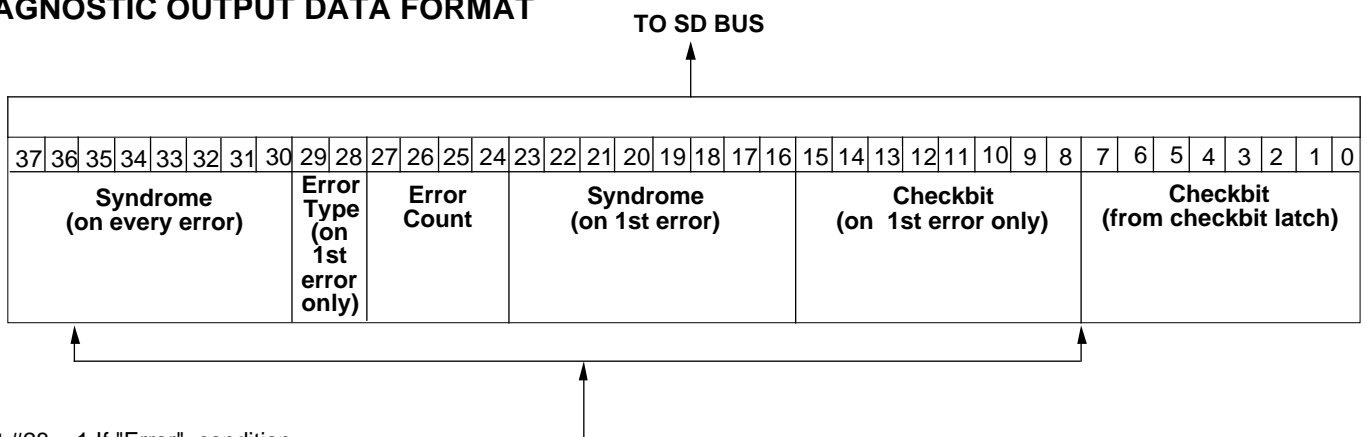 AGNOSTIC OUTPUT DATA FORMAT
TO SD BUS
37 36 35 34 33 32 31 30 29 28 27 26 25 24 23 22 21 20 19 18 17 16 15 14 13 12 11 10 9 8 7 6 5 4 3 2 1 0
Syndrome
(on every error)
Error
Type
(on
1st
error
only)
Error
Count
Syndrome
(on 1st error)
Checkbit
(on 1st error only)
Checkbit
(from checkbit latch)
1 If "Error" condition